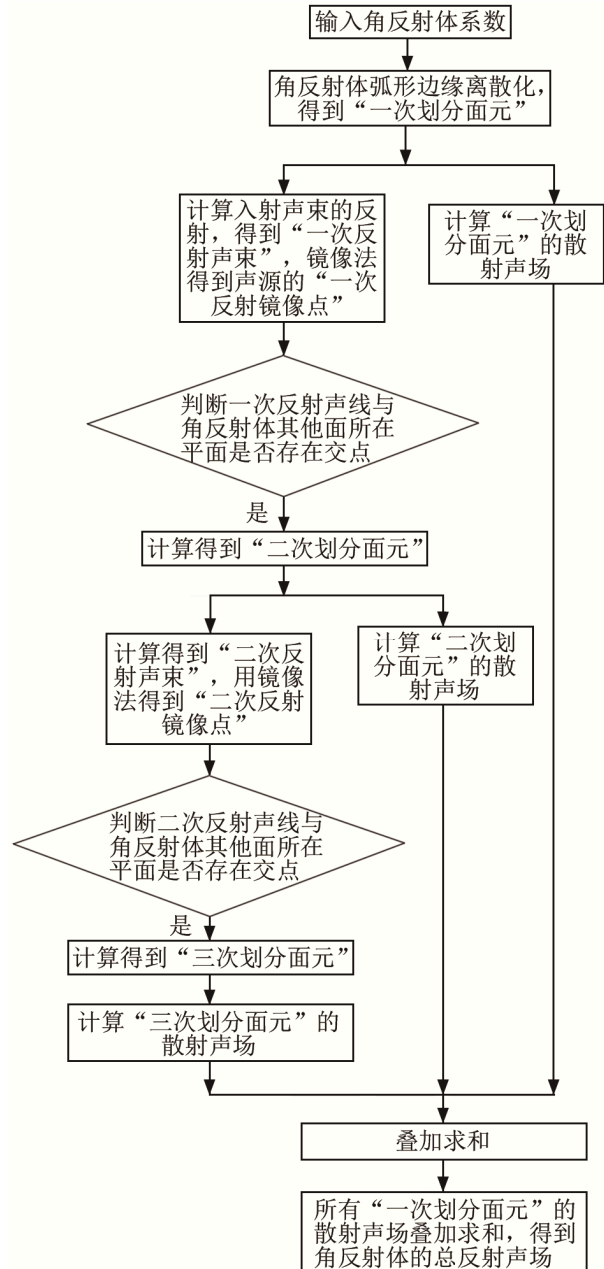 输入角反射体系数
角反射体弧形边缘离散化，
得到“一次划分面元”
计算入射声束的反
射，得到“一次反
射声束”，镜像法
得到声源的“一次
反射镜像点”
计算“一次划
分面元”的散
射声场
判断一次反射声线与
角反射体其他面所在
平面是否存在交点
是
计算得到“二次划分面元”
计算得到“二次反
射声束”，用镜像
法得到“二次反射
镜像点”
计算“二次划
分面元”的散
射声场
判断二次反射声线与
角反射体其他面所在
平面是否存在交点
是
计算得到“三次划分面元”
计算“三次划分面元”的
散射声场
叠加求和
所有“一次划分面元”的
散射声场叠加求和，得到
角反射体的总反射声场